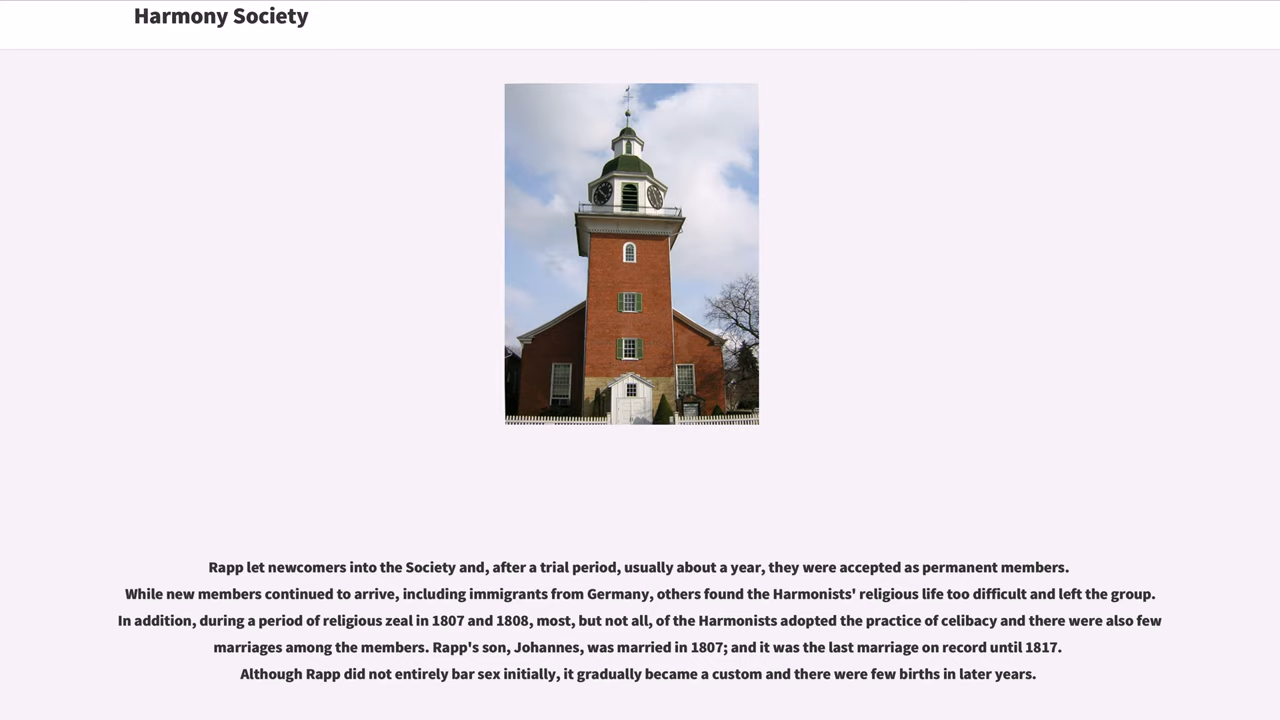 Harmony Society
Rapp let newcomers into the Society and, after a trial period, usually about a year, they were accepted as permanent members.
While new members continued to arrive, including immigrants from Germany, others found the Harmonists' religious life too difficult and left the group.
In addition, during a period of religious zeal in 1807 and 1808, most, but not all, of the Harmonists adopted the practice of celibacy and there were also few
marriages among the members. Rapp's son, Johannes, was married in 1807; and it was the last marriage on record until 1817.
Although Rapp did not entirely bar sex initially, it gradually became a custom and there were few births in later years.